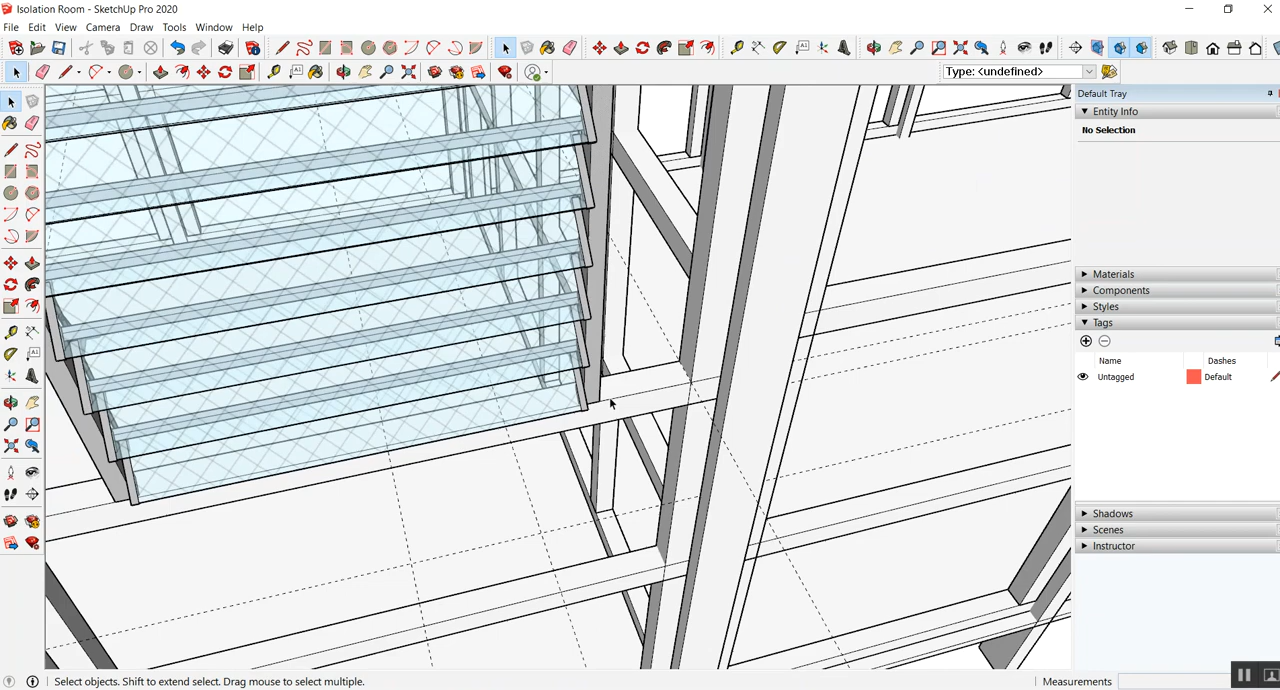 Isolation Room - SketchUp Pro 2020
File Edit View Camera Draw Tools Window Help
Type: <undefined>
Default Tray
Entity Info
No Selection
Materials
Components
Styles
Tags
Name Dashes
Untagged Default
Shadows
Scenes
Instructor
Select objects. Shift to extend select. Drag mouse to select multiple.
Measurements